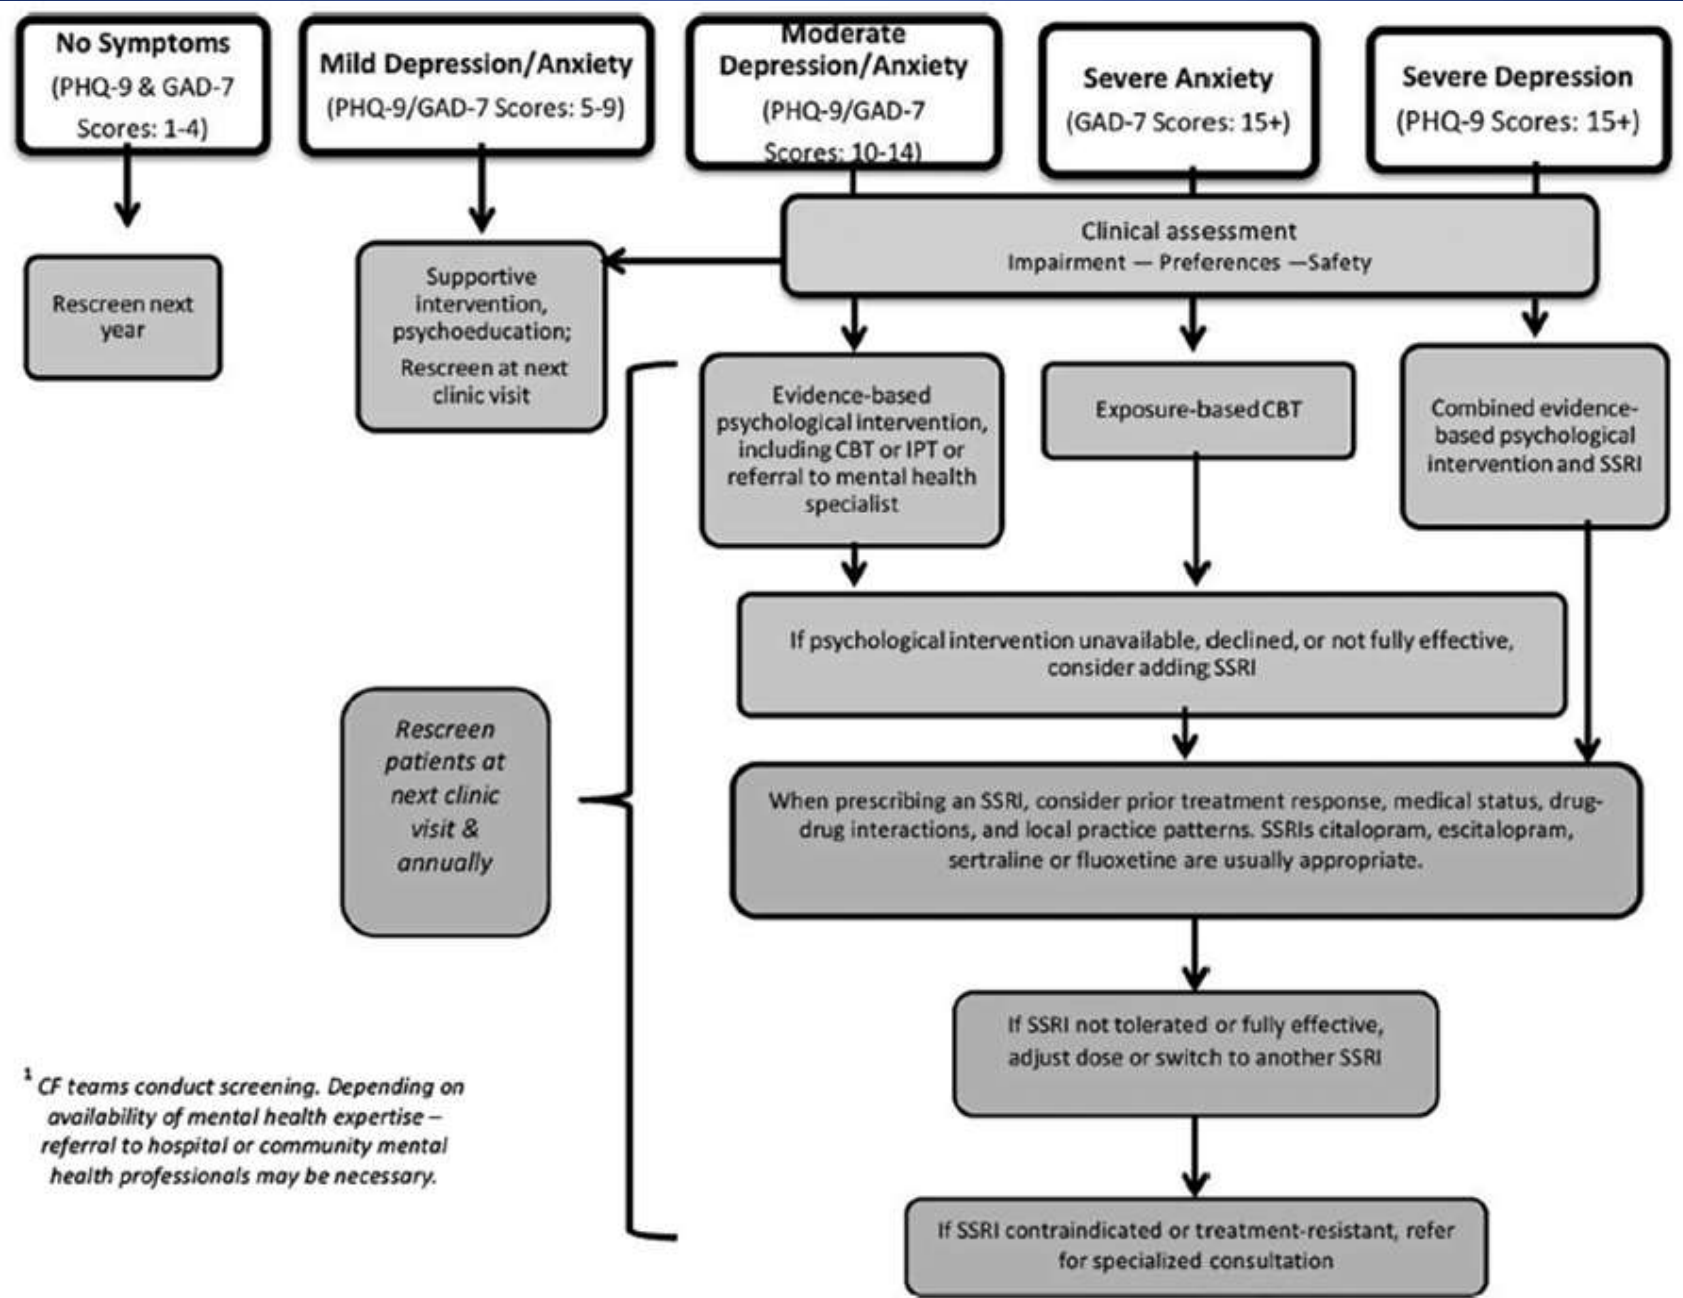 No Symptoms
(PHQ-9 & GAD-7
Scores: 1-4)
Mild Depression/Anxiety
(PHQ-9/GAD-7 Scores: 5-9)
Moderate
Depression/Anxiety
(PHQ-9/GAD-7
Scores: 10-14)
Severe Anxiety
(GAD-7 Scores: 15+)
Severe Depression
(PHQ-9 Scores: 15+)
Clinical assessment
Impairment — Preferences —Safety
Rescreen next
year
Supportive
intervention,
psychoeducation;
Rescreen at next
clinic visit
Evidence-based
psychological intervention,
including CBT or IPT or
referral to mental health
specialist
Exposure-based CBT
Combined evidence-
based psychological
intervention and SSRI
If psychological intervention unavailable, declined, or not fully effective,
consider adding SSRI
Rescreen
patients at
next clinic
visit &
annually
When prescribing an SSRI, consider prior treatment response, medical status, drug-
drug interactions, and local practice patterns. SSRIs citalopram, escitalopram,
sertraline or fluoxetine are usually appropriate.
If SSRI not tolerated or fully effective,
adjust dose or switch to another SSRI
1 CF teams conduct screening. Depending on
availability of mental health expertise –
referral to hospital or community mental
health professionals may be necessary.
If SSRI contraindicated or treatment-resistant, refer
for specialized consultation